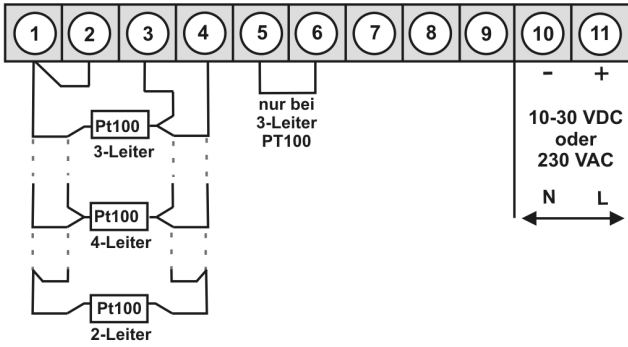 1 2 3 4 5 6 7 8 9 10 11
- +
Pt100
3-Leiter
nur bei
3-Leiter
PT100
10-30 VDC
oder
230 VAC
N L
Pt100
4-Leiter
Pt100
2-Leiter